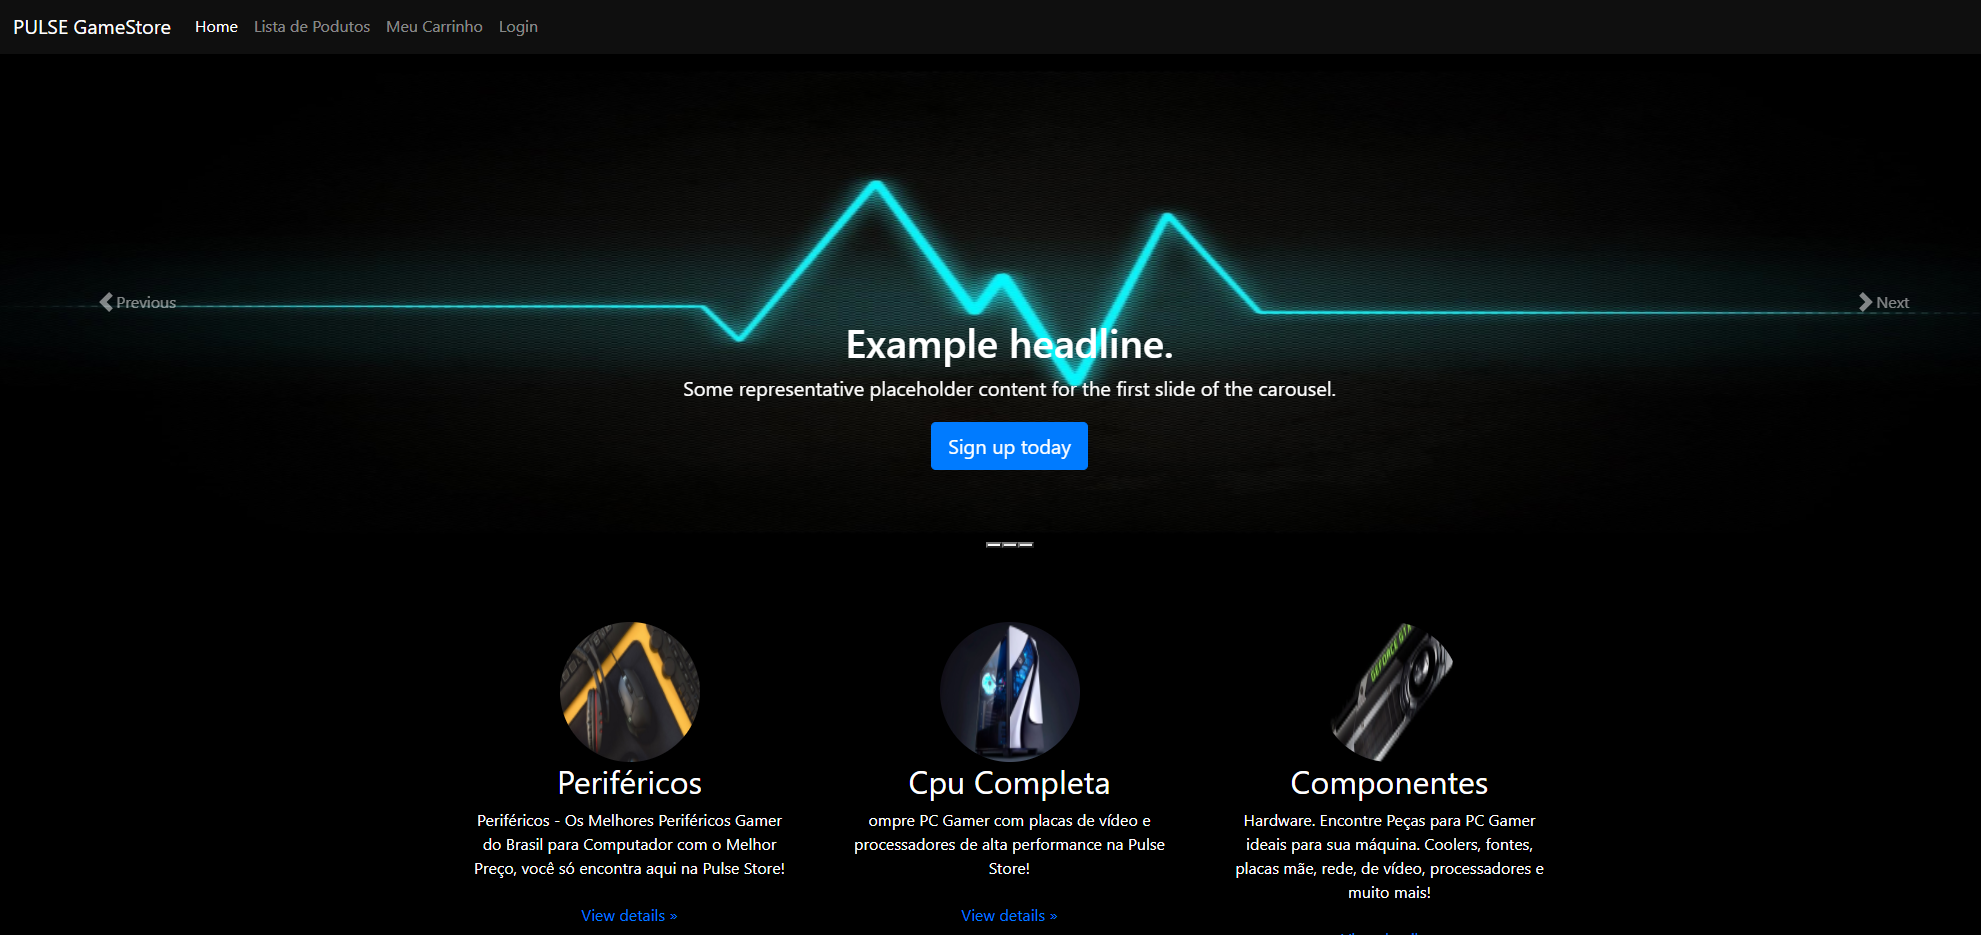 PULSE GameStore Home Lista de Podutos Meu Carrinho Login
Previous
Next
Example headline.
Some representative placeholder content for the first slide of the carousel.
Sign up today
GEFORCE GTX
Periféricos
Periféricos - Os Melhores Periféricos Gamer
do Brasil para Computador com o Melhor
Preço, você só encontra aqui na Pulse Store!
View details »
Cpu Completa
ompre PC Gamer com placas de vídeo e
processadores de alta performance na Pulse
Store!
View details »
Componentes
Hardware. Encontre Peças para PC Gamer
ideais para sua máquina. Coolers, fontes,
placas mãe, rede, de vídeo, processadores e
muito mais!